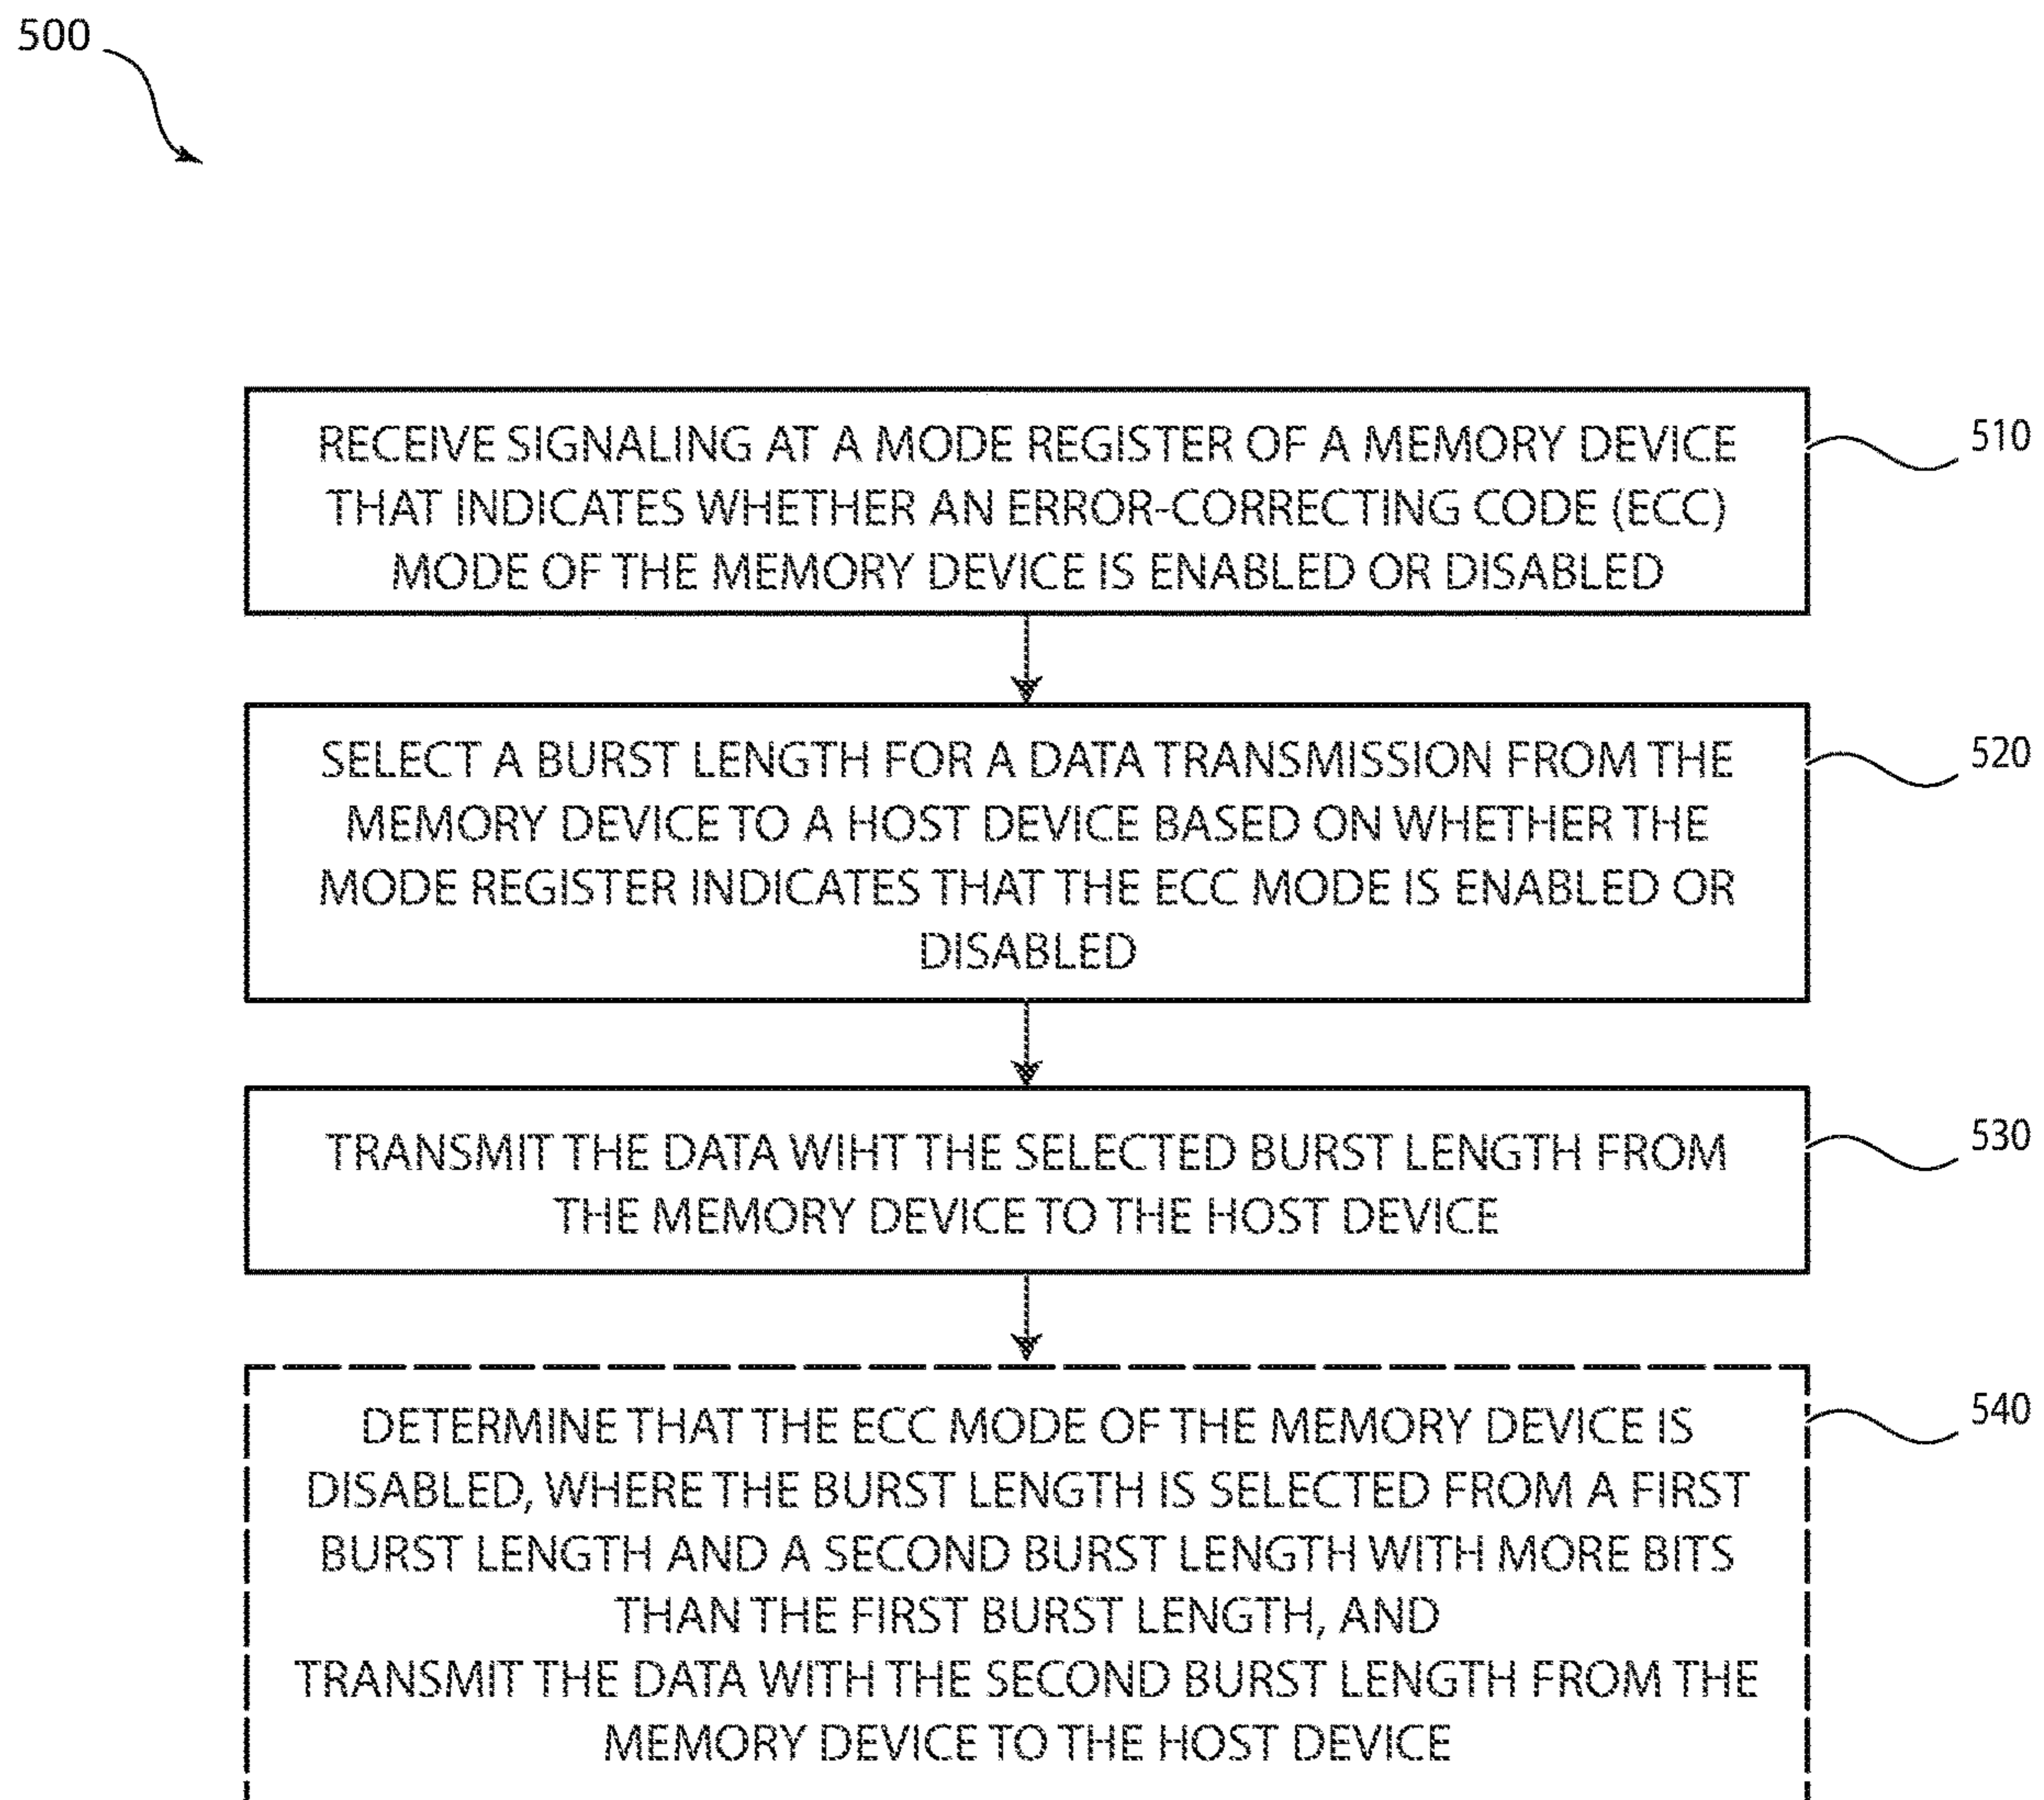 500
RECEIVE SIGNALING AT A MODE REGISTER OF A MEMORY DEVICE
THAT INDICATES WHETHER AN ERROR-CORRECTING CODE (ECC)
MODE OF THE MEMORY DEVICE IS ENABLED OR DISABLED
510
SELECT A BURST LENGTH FOR A DATA TRANSMISSION FROM THE
MEMORY DEVICE TO A HOST DEVICE BASED ON WHETHER THE
MODE REGISTER INDICATES THAT THE ECC MODE IS ENABLED OR
DISABLED
520
TRANSMIT THE DATA WIHT THE SELECTED BURST LENGTH FROM
THE MEMORY DEVICE TO THE HOST DEVICE
530
DETERMINE THAT THE ECC MODE OF THE MEMORY DEVICE IS
DISABLED, WHERE THE BURST LENGTH IS SELECTED FROM A FIRST
BURST LENGTH AND A SECOND BURST LENGTH WITH MORE BITS
THAN THE FIRST BURST LENGTH, AND
TRANSMIT THE DATA WITH THE SECOND BURST LENGTH FROM THE
MEMORY DEVICE TO THE HOST DEVICE
540